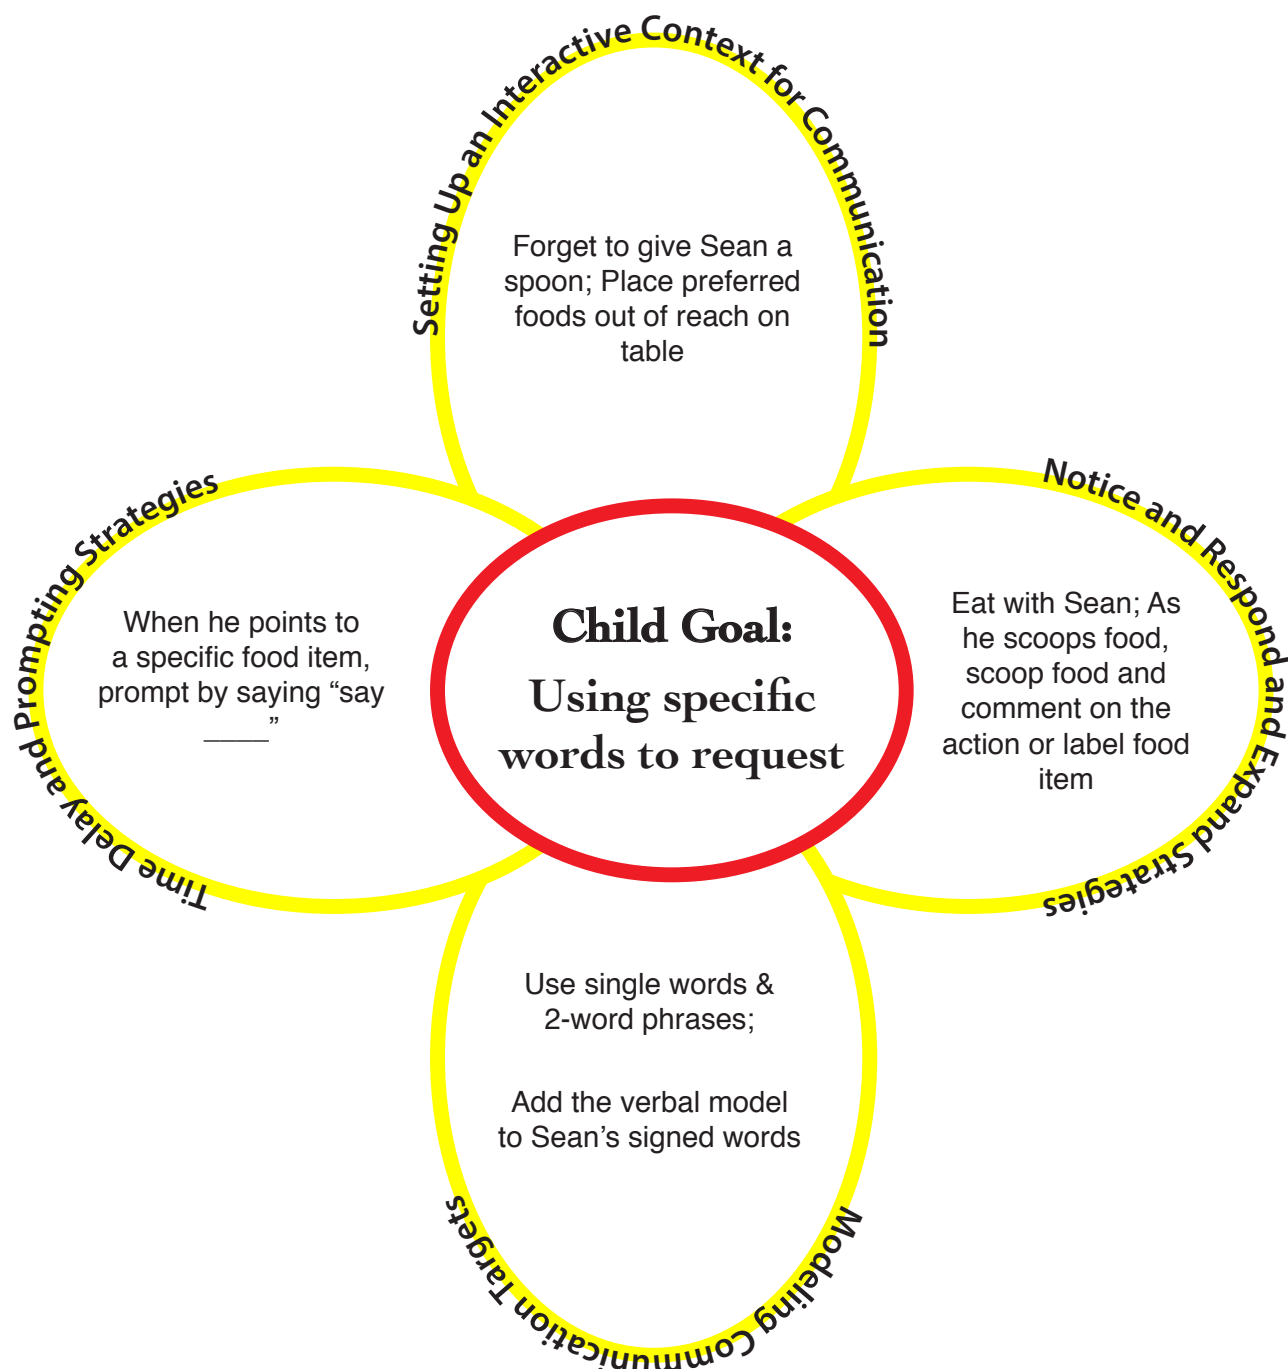 Setting Up an Interactive Context for Communication
Forget to give Sean a
spoon; Place preferred
foods out of reach on
table
Time Delay and Prompting Strategies
When he points to
a specific food item,
prompt by saying “say
____”
Child Goal:
Using specific
words to request
Notice and Respond and Expand Strategies
Eat with Sean; As
he scoops food,
scoop food and
comment on the
action or label food
item
Use single words &
2-word phrases;
Add the verbal model
to Sean’s signed words
Modeling Communication Targets